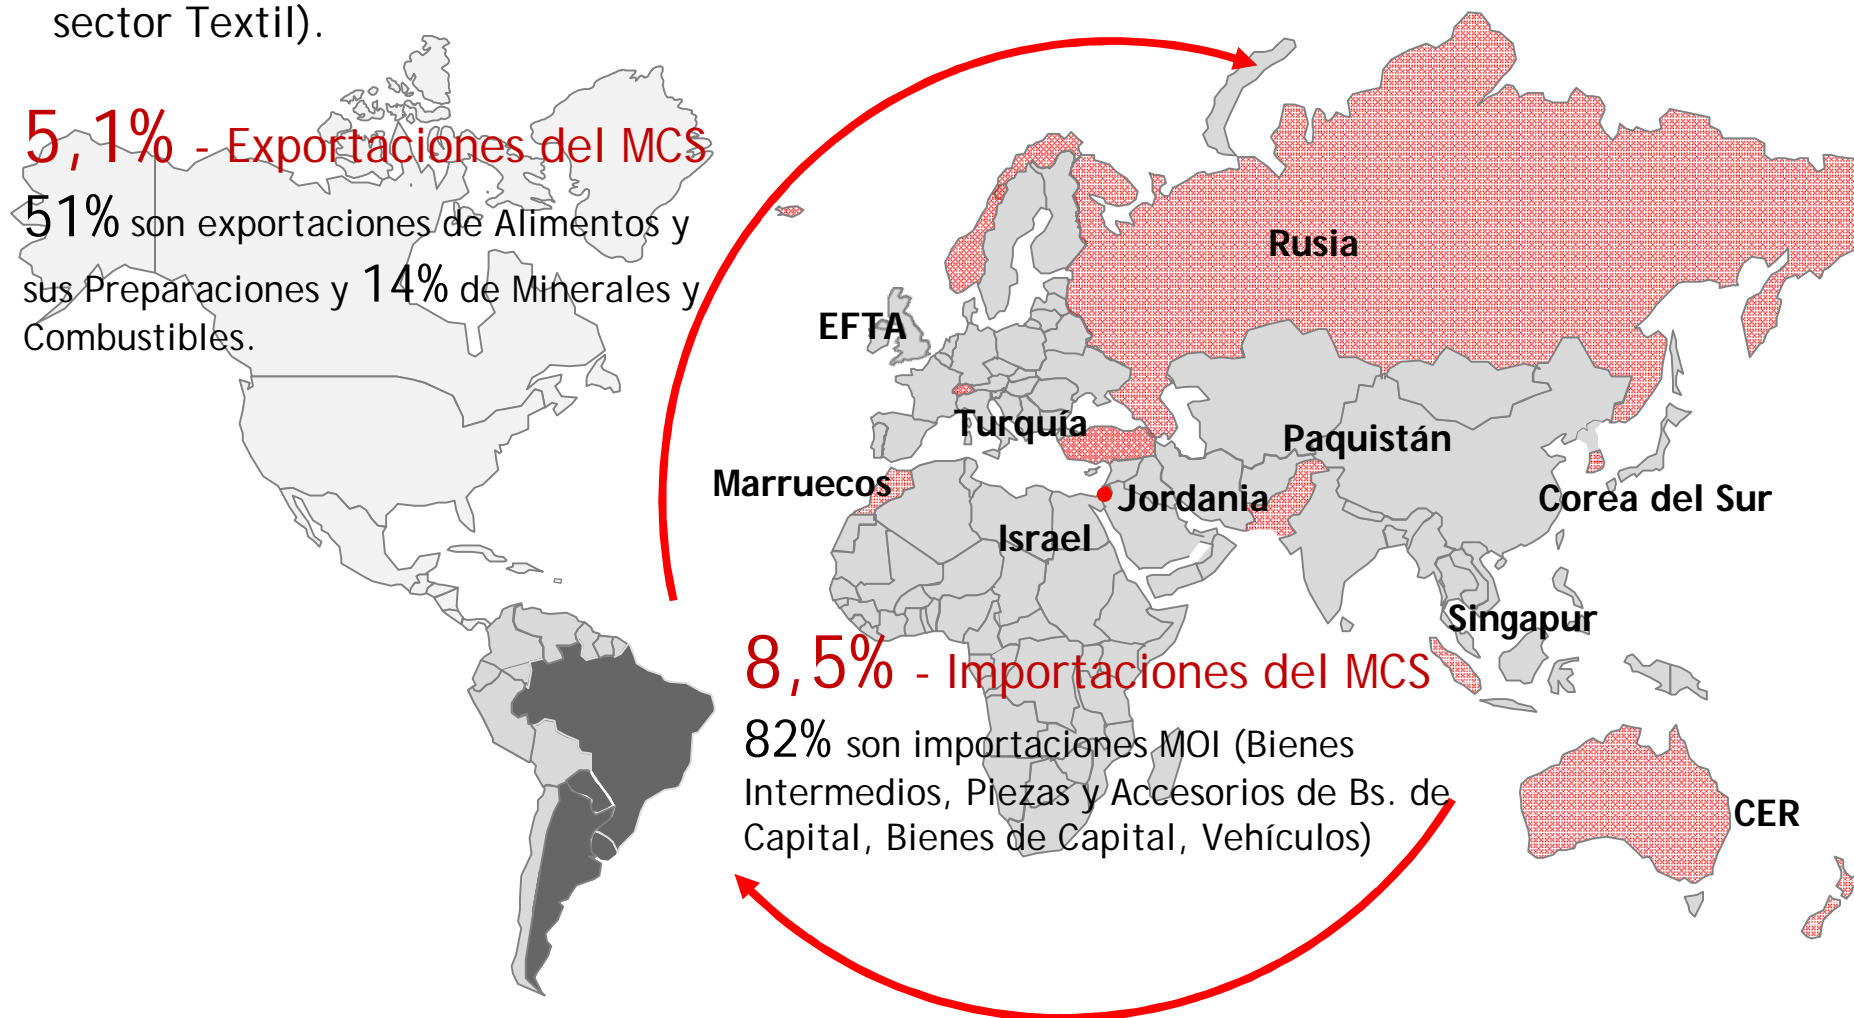 sector Textil).
5,1% - Exportaciones del MCS
51% son exportaciones de Alimentos y
sus Preparaciones y 14% de Minerales y
Combustibles.
Rusia
EFTA
Turquía
Paquistán
Marruecos
Jordania
Corea del Sur
Israel
Singapur
8,5% - Importaciones del MCS
82% son importaciones MOI (Bienes
Intermedios, Piezas y Accesorios de Bs. de
Capital, Bienes de Capital, Vehículos)
CER